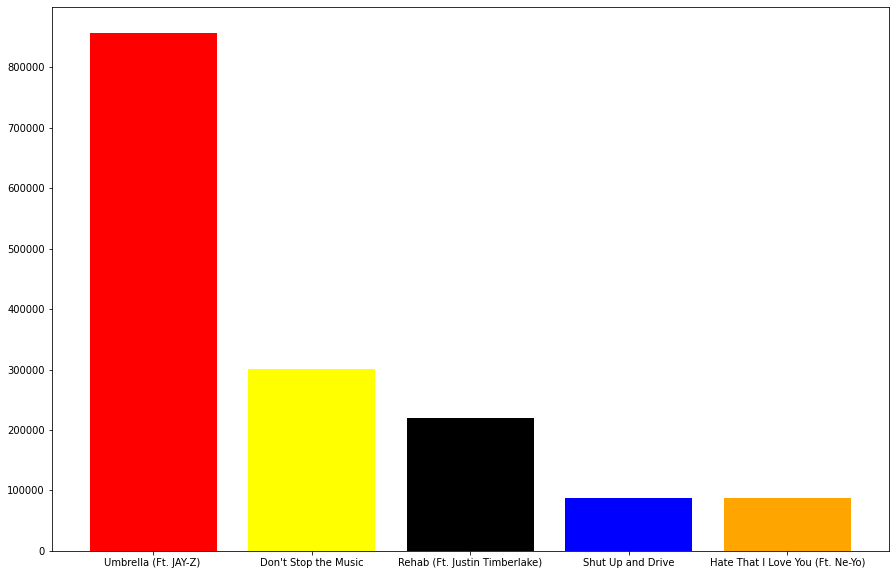 800000
700000
600000
500000
400000
300000
200000
100000
0
Umbrella (Ft. JAY-Z)
Don't Stop the Music
Rehab (Ft. Justin Timberlake)
Shut Up and Drive
Hate That I Love You (Ft. Ne-Yo)